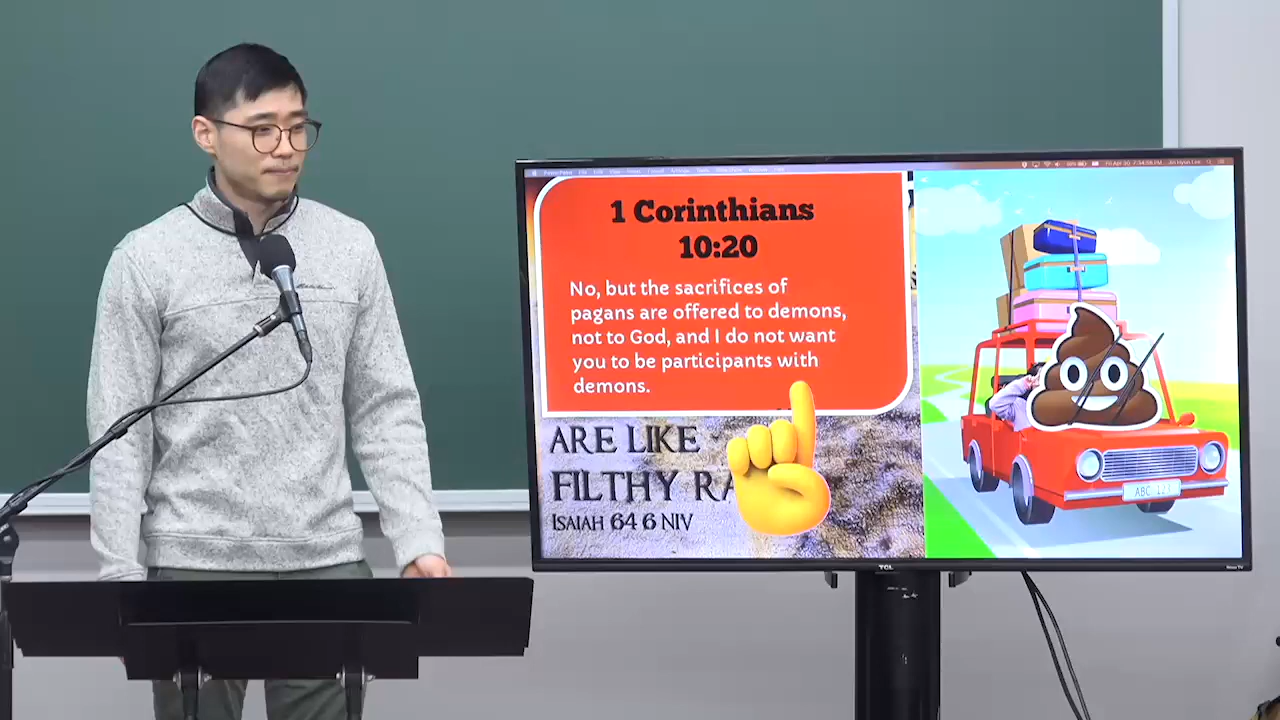 1 Corinthians
10:20
No, but the sacrifices of
pagans are offered to demons,
not to God, and I do not want
you to be participants with
demons.
ARE LIKE
FILTHY RA
ISAIAH 64 6 NIV
ABC 123
TCL